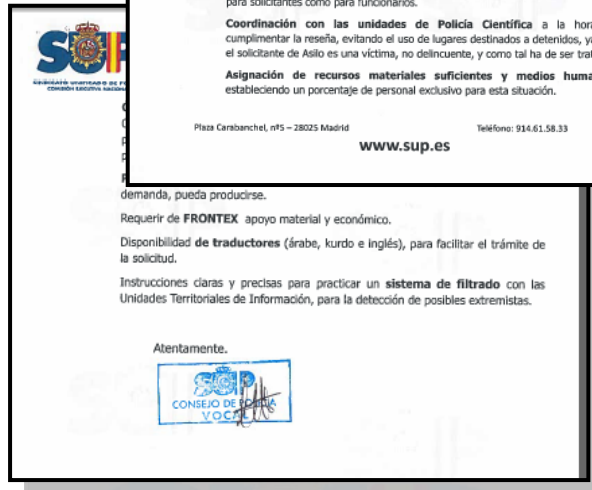 para solicitantes como para funcionarios.
Coordinación con las unidades de Policía Científica a la hora
cumplimentar la reseña, evitando el uso de lugares destinados a detenidos, ya
el solicitante de Asilo es una víctima, no delincuente, y como tal ha de ser
Asignación de recursos materiales suficientes y medios
estableciendo un porcentaje de personal exclusivo para esta situación.
Plaza Carabanchel, nº5 – 28025 Madrid
Teléfono: 914.61.58.33
www.sup.es
SUP
SINDICATO UNIFICADO DE
COMISIÓN EJECUTIVA
demanda, pueda producirse.
Requerir de FRONTEX apoyo material y económico.
Disponibilidad de traductores (árabe, kurdo e inglés), para facilitar el trámite de
la solicitud.
Instrucciones claras y precisas para practicar un sistema de filtrado con las
Unidades Territoriales de Información, para la detección de posibles extremistas.
Atentamente.
SUP
CONSEJO DE POLICÍA
VOCAL